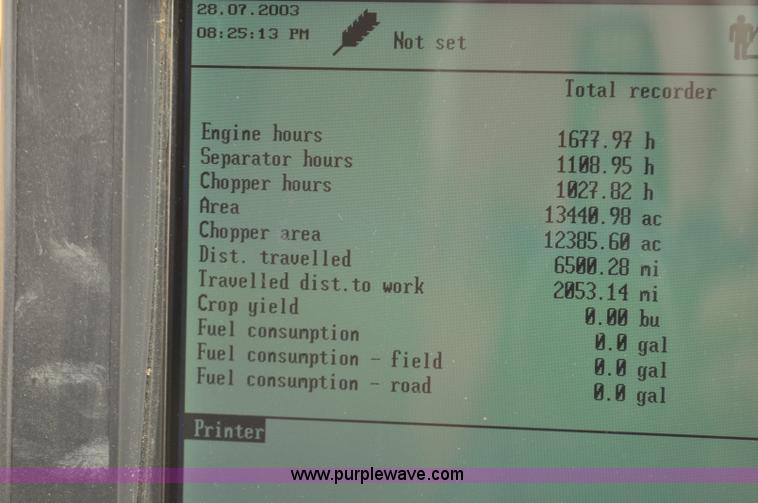 28.07.2003
08:25:13 PM
Not set
Total recorder
Engine hours 1677.97 h
Separator hours 1108.95 h
Chopper hours 1027.82 h
Area 13440.98 ac
Chopper area 12385.60 ac
Dist. travelled 6500.28 mi
Travelled dist.to work 2053.14 mi
Crop yield 0.00 bu
Fuel consumption 0.0 gal
Fuel consumption - field 0.0 gal
Fuel consumption - road 0.0 gal
Printer
www.purplewave.com